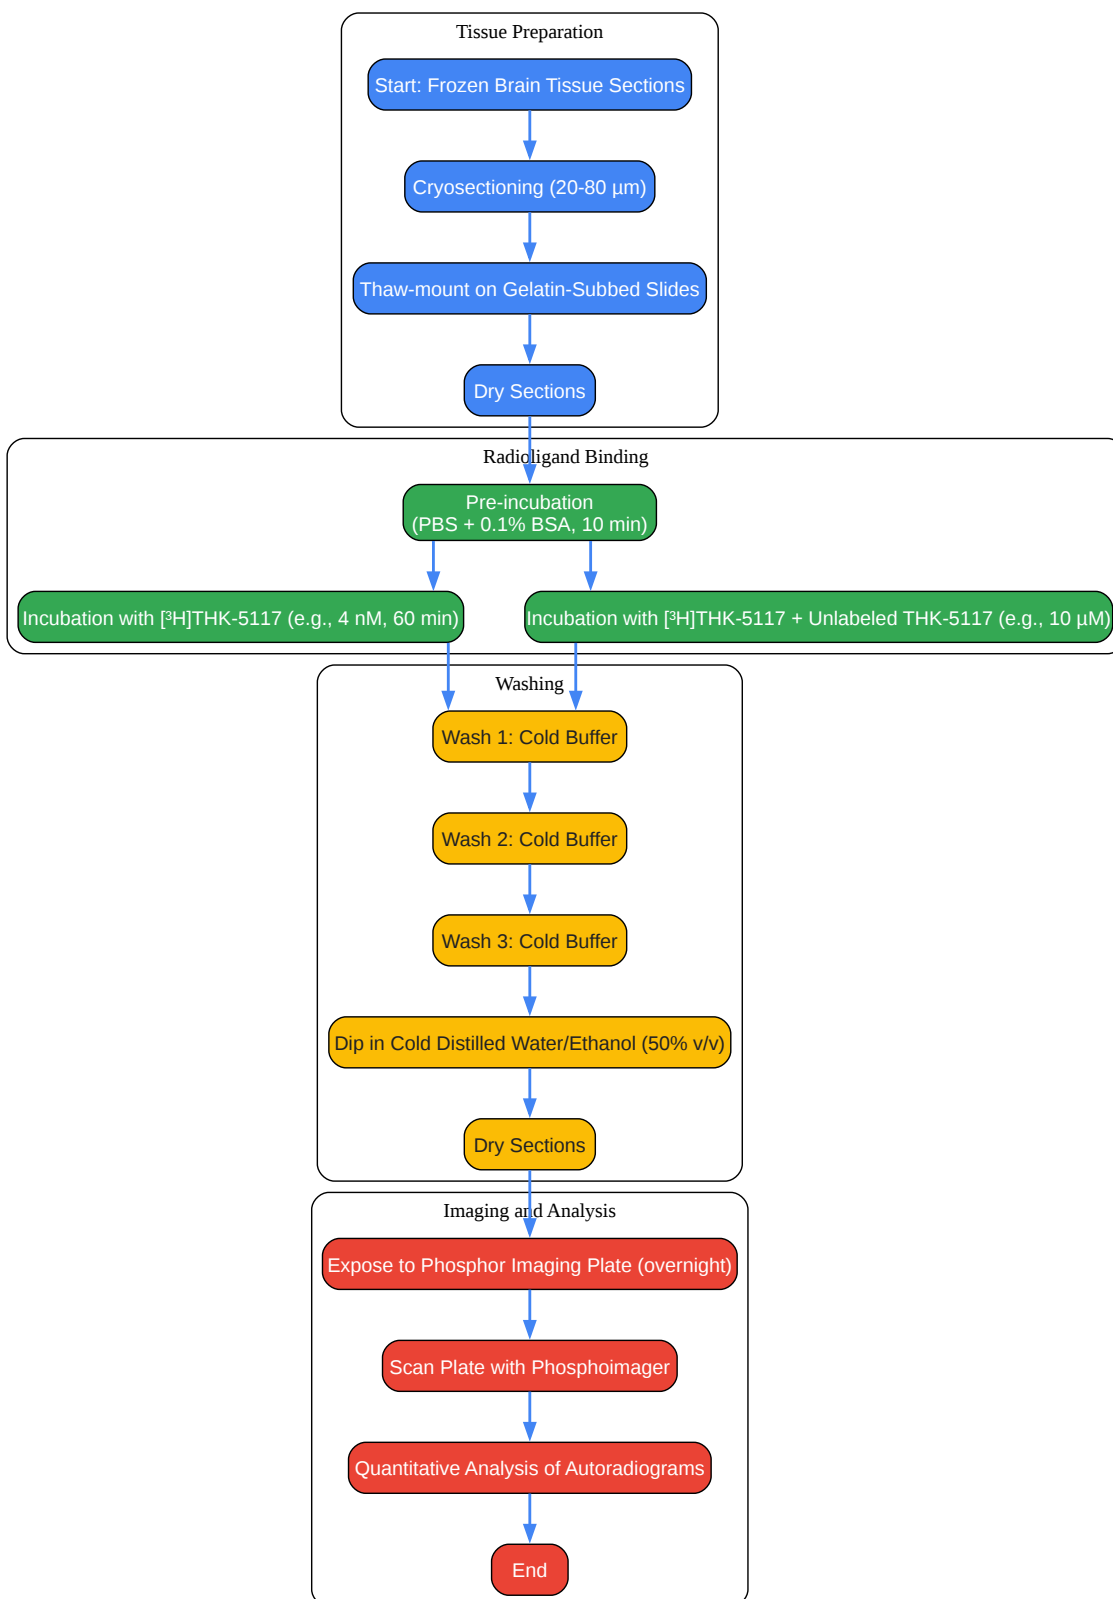 Tissue Preparation
Start: Frozen Brain Tissue Sections
Cryosectioning (20-80 µm)
Thaw-mount on Gelatin-Subbed Slides
Dry Sections
Radioligand Binding
Pre-incubation
(PBS + 0.1% BSA, 10 min)
Incubation with [³H]THK-5117 (e.g., 4 nM, 60 min)
Incubation with [³H]THK-5117 + Unlabeled THK-5117 (e.g., 10 µM)
Washing
Wash 1: Cold Buffer
Wash 2: Cold Buffer
Wash 3: Cold Buffer
Dip in Cold Distilled Water/Ethanol (50% v/v)
Dry Sections
Imaging and Analysis
Expose to Phosphor Imaging Plate (overnight)
Scan Plate with Phosphoimager
Quantitative Analysis of Autoradiograms
End